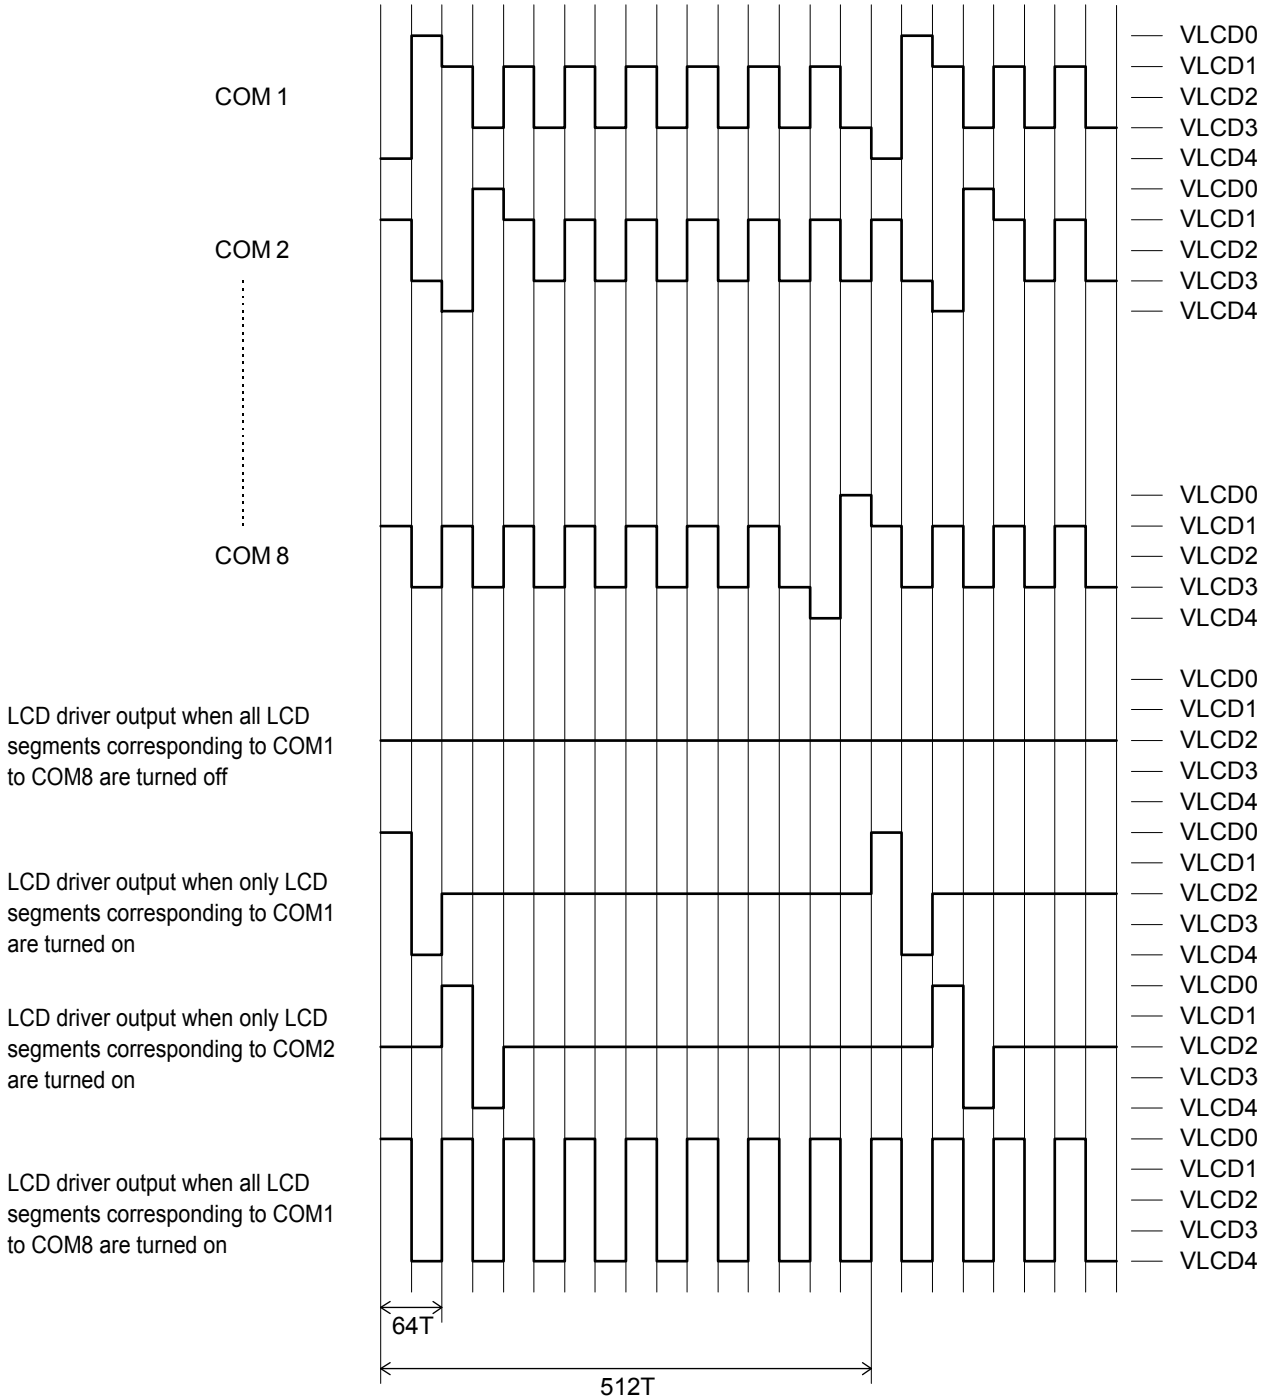 VLCD0
VLCD1
COM 1
VLCD2
VLCD3
VLCD4
VLCD0
VLCD1
COM 2
VLCD2
VLCD3
VLCD4
VLCD0
VLCD1
COM 8
VLCD2
VLCD3
VLCD4
LCD driver output when all LCD
segments corresponding to COM1
to COM8 are turned off
VLCD0
VLCD1
VLCD2
VLCD3
VLCD4
LCD driver output when only LCD
segments corresponding to COM1
are turned on
VLCD0
VLCD1
VLCD2
VLCD3
VLCD4
LCD driver output when only LCD
segments corresponding to COM2
are turned on
VLCD0
VLCD1
VLCD2
VLCD3
VLCD4
LCD driver output when all LCD
segments corresponding to COM1
to COM8 are turned on
VLCD0
VLCD1
VLCD2
VLCD3
VLCD4
64T
512T